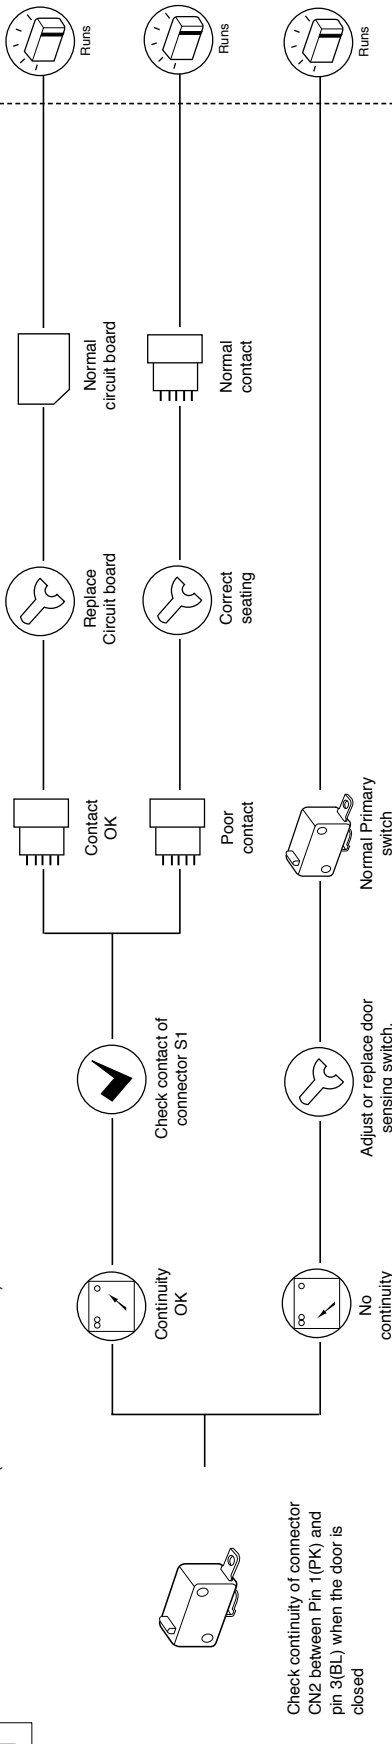 Check continuity of connector
CN2 between Pin 1(PK) and
pin 3(BL) when the door is
closed
Continuity
OK
Check contact of
connector S1
Contact
OK
Replace
Circuit board
Normal
circuit board
Runs
Poor
contact
Correct
seating
Normal
contact
Runs
No
continuity
Adjust or replace door
sensing switch.
Normal Primary
switch
Runs